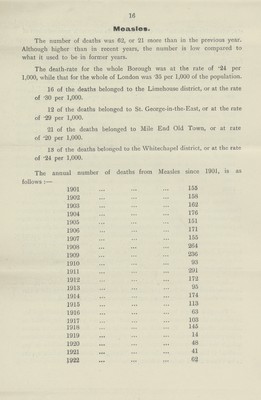 16
Measles.
The number of deaths was 62, or 21 more than in the previous year.
Although higher than in recent years, the number is low compared to
what it used to be in former years.
The death-rate for the whole Borough was at the rate of ·24 per
1,000, while that for the whole of London was ·35 per 1,000 of the population.
16 of the deaths belonged to the Limehouse district, or at the rate
of per 1,000.
12 of the deaths belonged to St. George-in-the-East, or at the rate
of ·29 per 1,000.
21 of the deaths belonged to Mile End Old Town, or at rate
of ·20 per 1,000.
13 of the deaths belonged to the Whitechapel district, or at the rate
of ·24 per 1,000.
The annual number of deaths from Measles since 1901, is as
follows :—
1901 ... ... ... 155
1902 ... ... ... 156
1903 ... ... ... 162
1904 ... ... ... 176
1905 ... ... ... 151
1906 ... ... ... 171
1907 ... ... ... 155
1908 ... ... ... 264
1909 ... ... ... 236
1910 ... ... ... 93
1911 ... ... ... 291
1912 ... ... ... 172
1913 ... ... ... 95
1914 ... ... ... 174
1915 ... ... ... 113
1916 ... ... ... 63
1917 ... ... ... 103
1918 ... ... ... 145
1919 ... ... ... 14
1920 ... ... ... 48
1921 ... ... ... 41
1922 ... ... ... 62